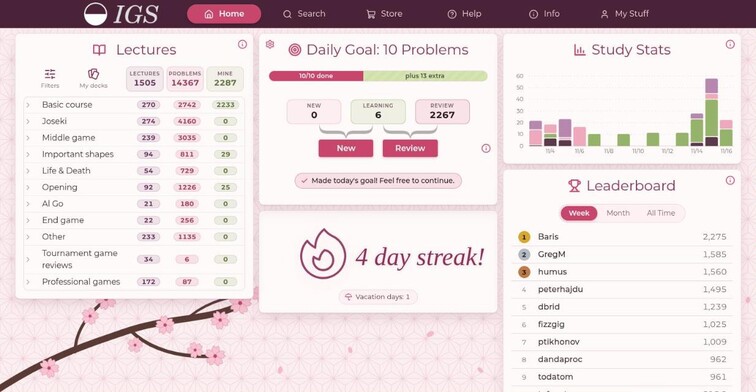 IGS
Home
Search
Store
Help
Info
My Stuff
Lectures
Filters
My decks
LECTURES 1505
PROBLEMS 14367
MINE 2287
Basic course 270 2742 2233
Joseki 274 4160 0
Middle game 239 3035 0
Important shapes 94 811 29
Life & Death 54 729 0
Opening 92 1226 25
Al Go 21 180 0
End game 22 256 0
Other 233 1135 0
Tournament game
reviews 34 6 0
Professional games 172 87 0
Daily Goal: 10 Problems
10/10 done
plus 13 extra
NEW 0
LEARNING 6
REVIEW 2267
New
Review
Made today's goal! Feel free to continue.
4 day streak!
Vacation days: 1
Study Stats
60
50
40
30
20
10
0
11/4 11/6 11/8 11/10 11/12 11/14 11/16
Leaderboard
Week
Month
All Time
1 Baris 2,275
2 GregM 1,585
3 humus 1,560
4 peterhajdu 1,495
5 dbrid 1,239
6 fizzgig 1,025
7 ptikhonov 1,009
8 dandaproc 962
9 todatom 961